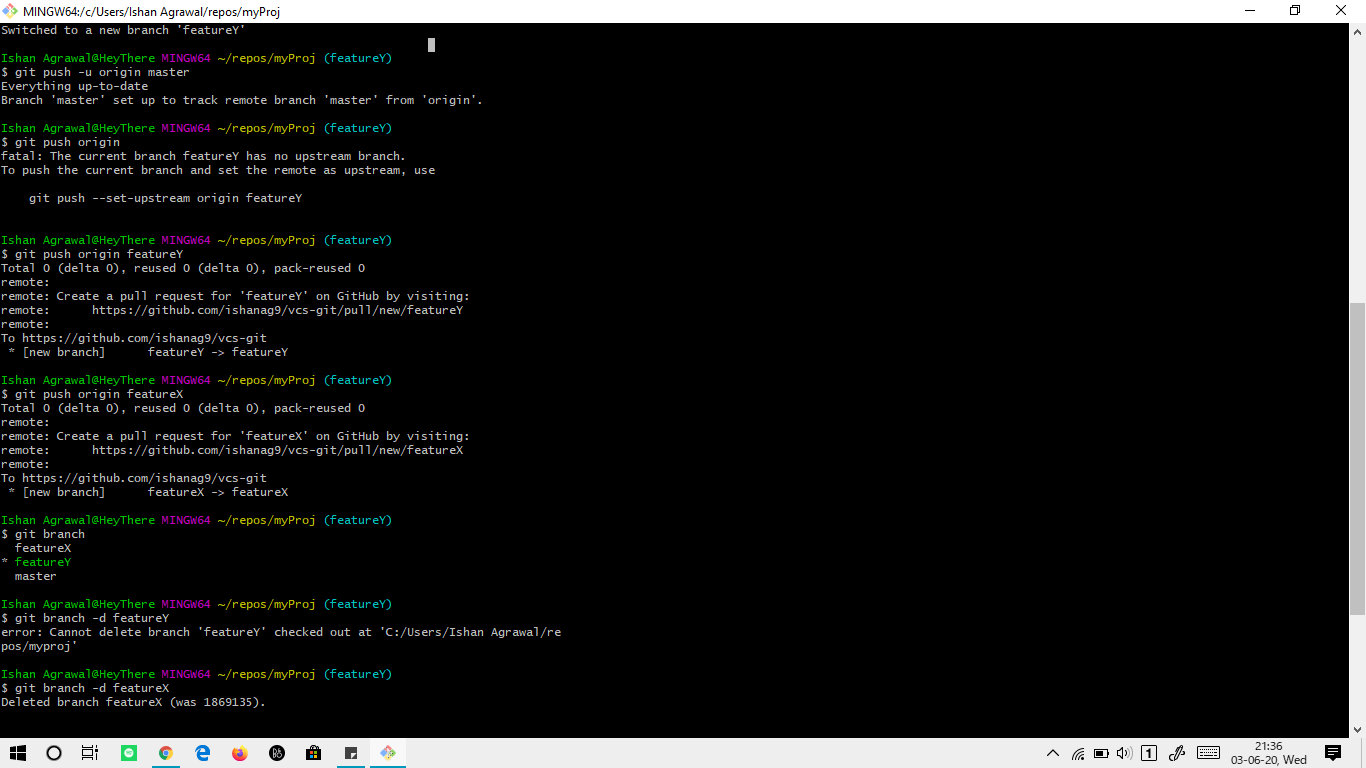 MINGW64:/c/Users/Ishan Agrawal/repos/myProj
Switched to a new branch 'featureY'
Ishan Agrawal@HeyThere MINGW64 ~/repos/myProj (featureY)
$ git push -u origin master
Everything up-to-date
Branch 'master' set up to track remote branch 'master' from 'origin'.
Ishan Agrawal@HeyThere MINGW64 ~/repos/myProj (featureY)
$ git push origin
fatal: The current branch featureY has no upstream branch.
To push the current branch and set the remote as upstream, use
    git push --set-upstream origin featureY
Ishan Agrawal@HeyThere MINGW64 ~/repos/myProj (featureY)
$ git push origin featureY
Total 0 (delta 0), reused 0 (delta 0), pack-reused 0
remote:
remote: Create a pull request for 'featureY' on GitHub by visiting:
remote:      https://github.com/ishanag9/vcs-git/pull/new/featureY
remote:
To https://github.com/ishanag9/vcs-git
 * [new branch]      featureY -> featureY
Ishan Agrawal@HeyThere MINGW64 ~/repos/myProj (featureY)
$ git push origin featureX
Total 0 (delta 0), reused 0 (delta 0), pack-reused 0
remote:
remote: Create a pull request for 'featureX' on GitHub by visiting:
remote:      https://github.com/ishanag9/vcs-git/pull/new/featureX
remote:
To https://github.com/ishanag9/vcs-git
 * [new branch]      featureX -> featureX
Ishan Agrawal@HeyThere MINGW64 ~/repos/myProj (featureY)
$ git branch
  featureX
* featureY
  master
Ishan Agrawal@HeyThere MINGW64 ~/repos/myProj (featureY)
$ git branch -d featureY
error: Cannot delete branch 'featureY' checked out at 'C:/Users/Ishan Agrawal/re
pos/myproj'
Ishan Agrawal@HeyThere MINGW64 ~/repos/myProj (featureY)
$ git branch -d featureX
Deleted branch featureX (was 1869135).
1
21:36
03-06-20, Wed